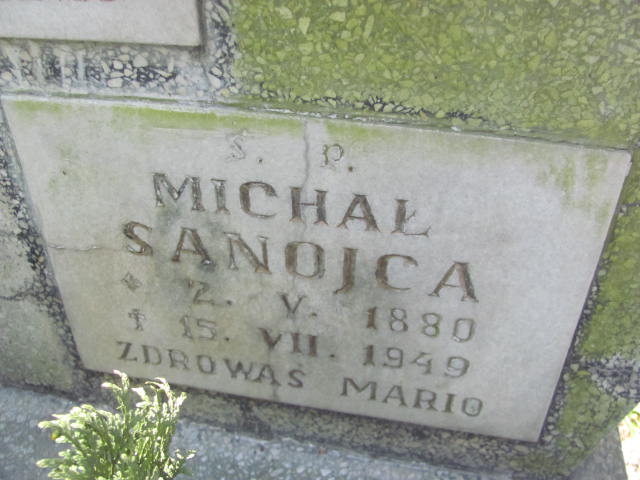 Ś. P.
MICHAŁ
SANOJCA
* 2. V. 1880
† 15. VII. 1949
ZDROWAŚ MARIO